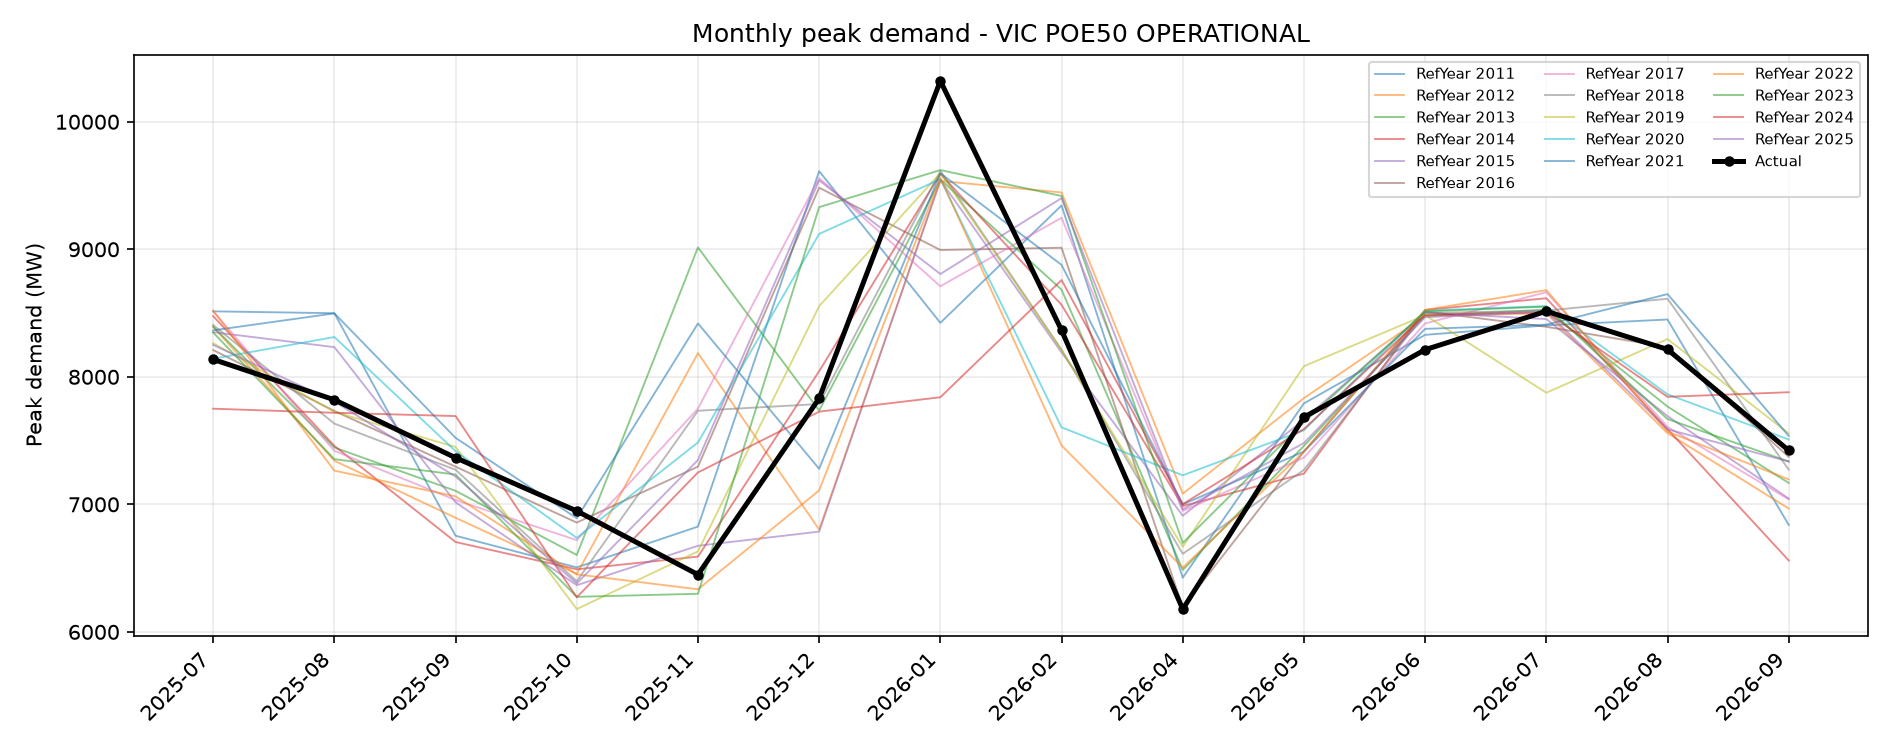 Monthly peak demand - VIC POE50 OPERATIONAL
Peak demand (MW)
10000
9000
8000
7000
6000
RefYear 2011
RefYear 2012
RefYear 2013
RefYear 2014
RefYear 2015
RefYear 2016
RefYear 2017
RefYear 2018
RefYear 2019
RefYear 2020
RefYear 2021
RefYear 2022
RefYear 2023
RefYear 2024
RefYear 2025
Actual
2025-07
2025-08
2025-09
2025-10
2025-11
2025-12
2026-01
2026-02
2026-04
2026-05
2026-06
2026-07
2026-08
2026-09